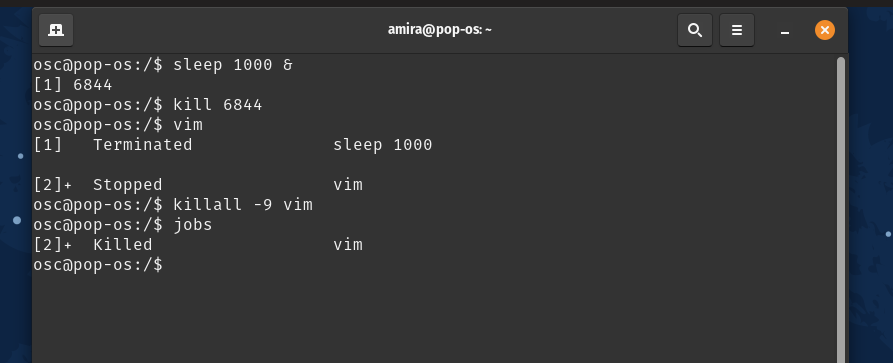 amira@pop-os: ~
osc@pop-os:/$ sleep 1000 &
[1] 6844
osc@pop-os:/$ kill 6844
osc@pop-os:/$ vim
[1]   Terminated              sleep 1000
[2]+  Stopped                 vim
osc@pop-os:/$ killall -9 vim
osc@pop-os:/$ jobs
[2]+  Killed                  vim
osc@pop-os:/$